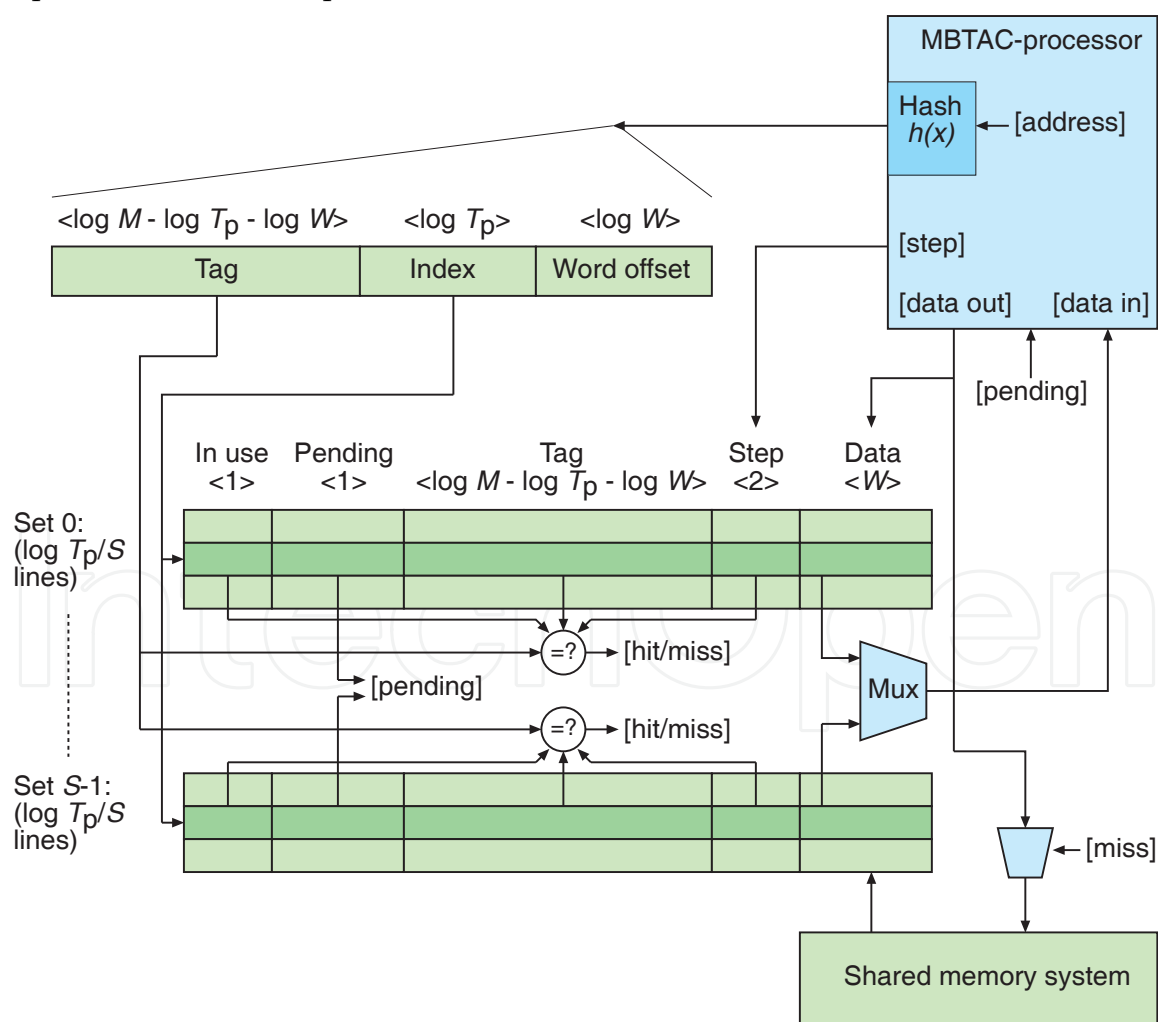 MBTAC-processor
Hash
h(x)
[address]
<log M - log Tp - log W>
<log Tp>
<log W>
[step]
Tag
Index
Word offset
[data out]
[data in]
[pending]
In use
<1>
Pending
<1>
Tag
<log M - log Tp - log W>
Step
<2>
Data
<W>
Set 0:
(log Tp/S
lines)
=?
[hit/miss]
[pending]
Mux
=?
[hit/miss]
Set S-1:
(log Tp/S
lines)
[miss]
Shared memory system
IntechOpen